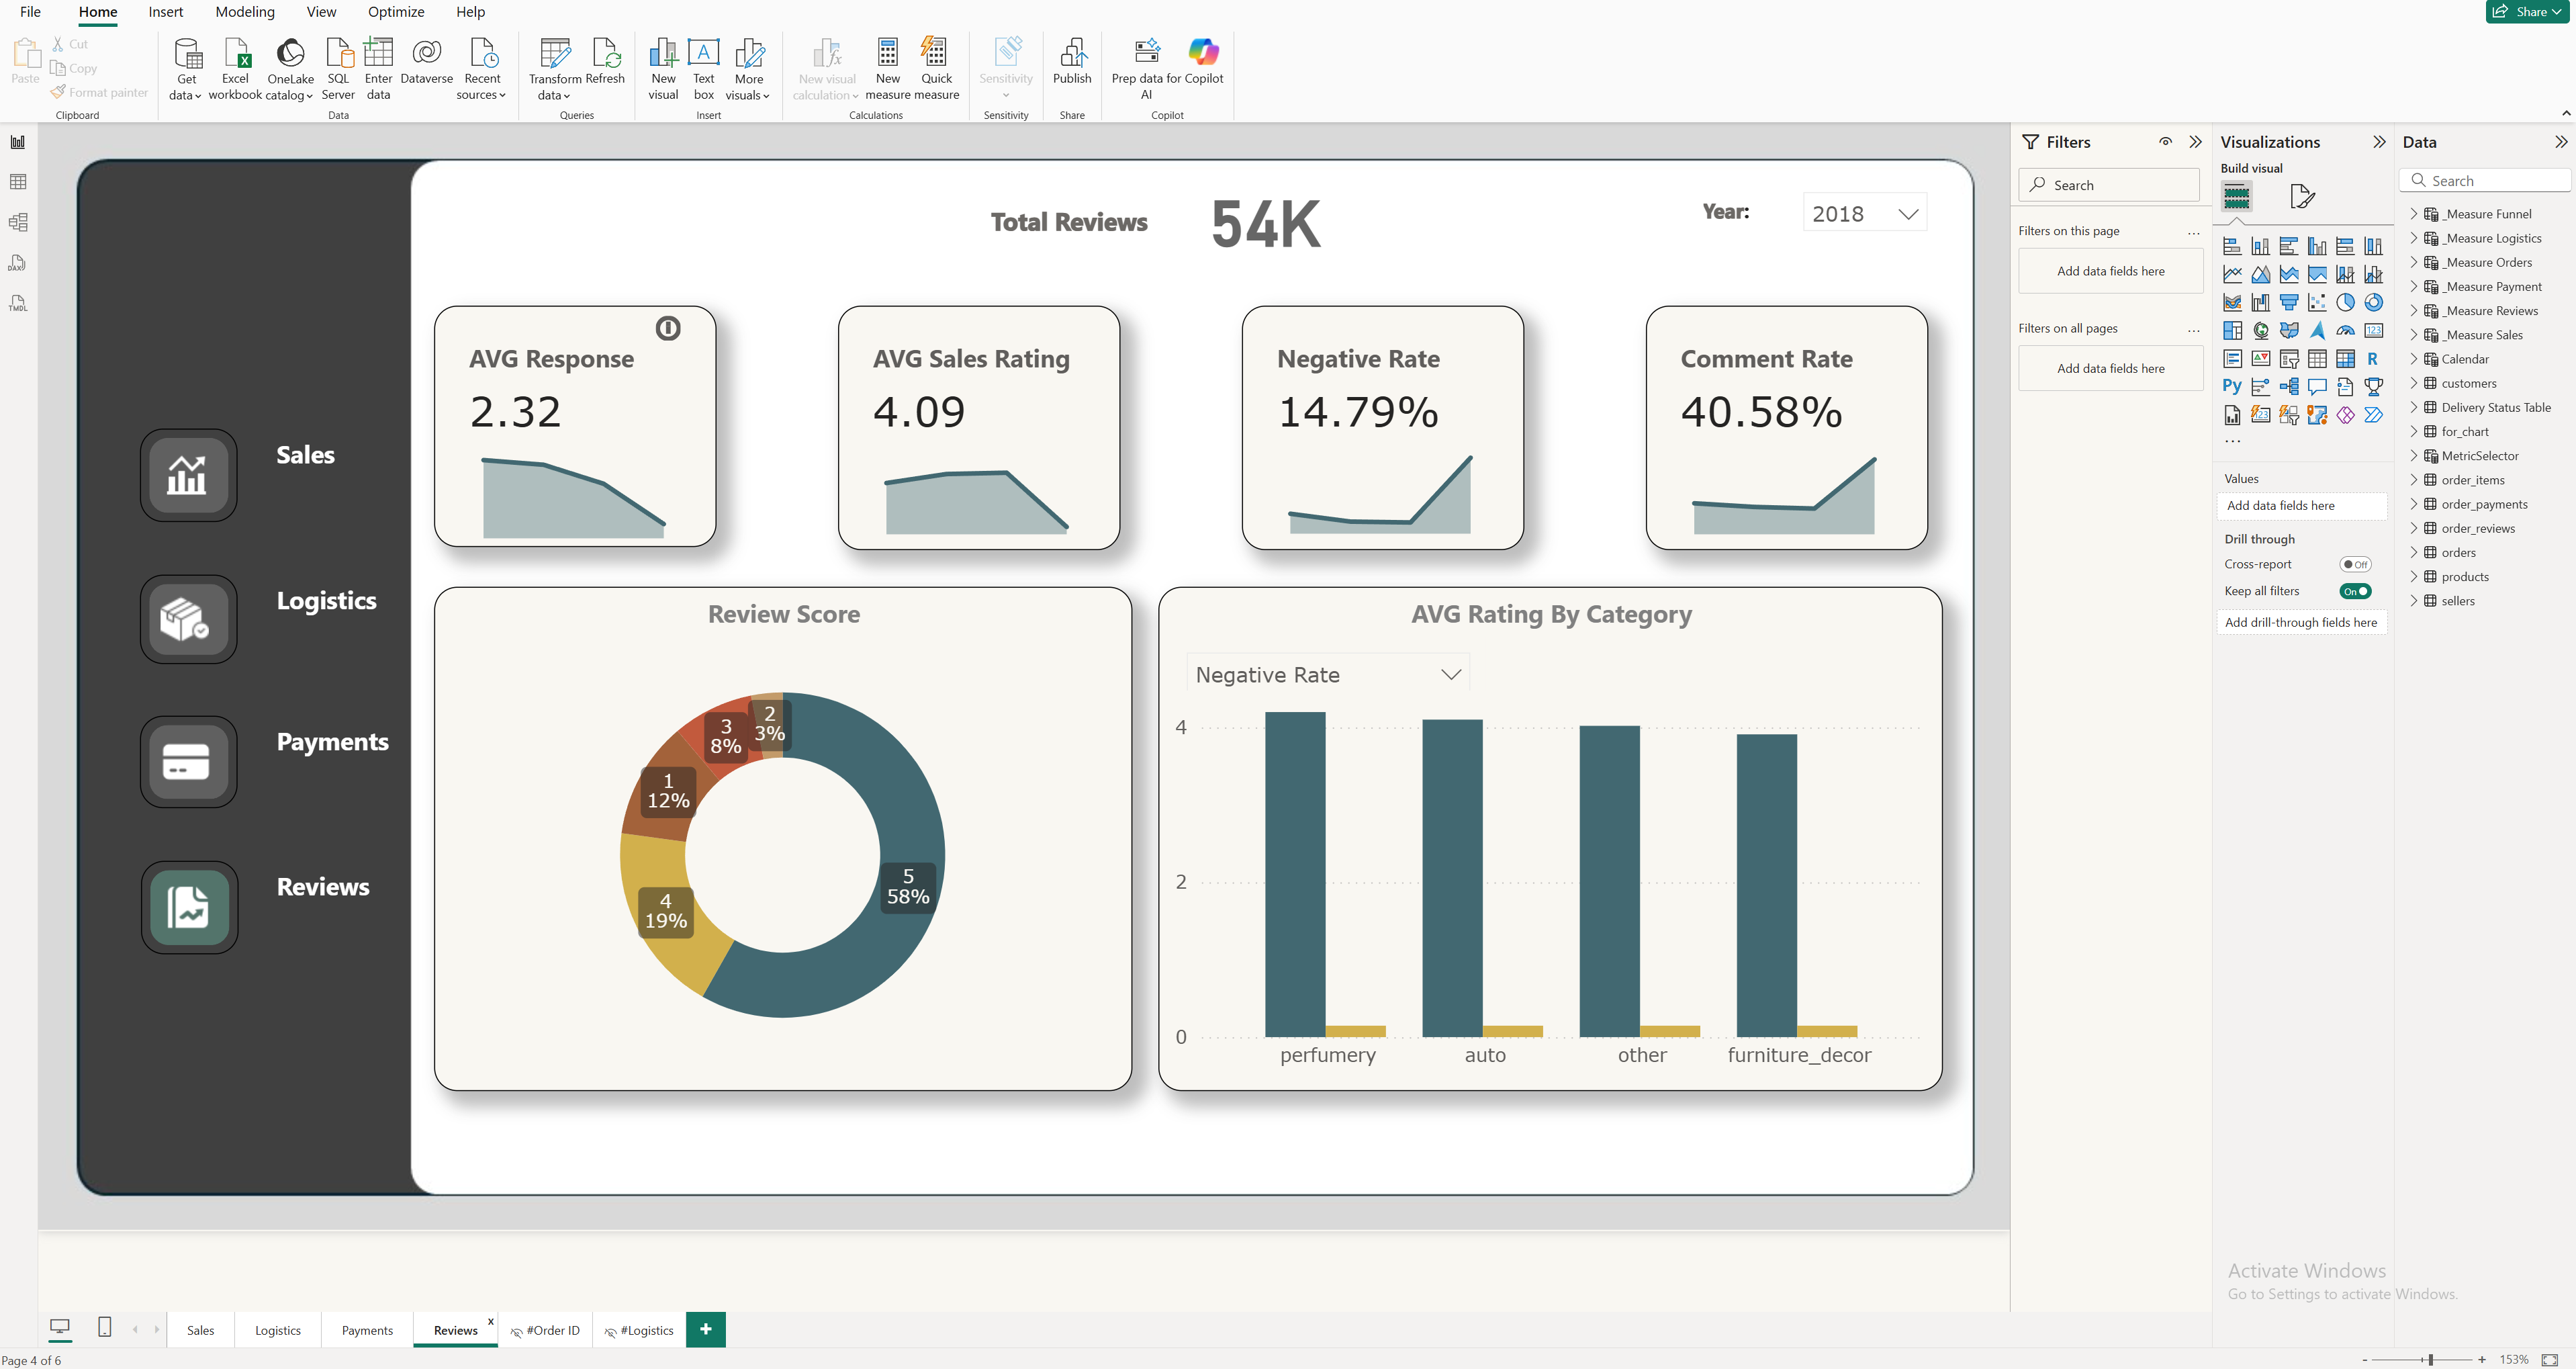 File Home Insert Modeling View Optimize Help
Share
Paste
Cut
Copy
Format painter
Clipboard
Get data
Excel workbook
OneLake catalog
SQL Server
Enter data
Dataverse
Recent sources
Data
Transform data
Refresh
Queries
New visual
Text box
More visuals
Insert
New visual calculation
New measure
Quick measure
Calculations
Sensitivity
Sensitivity
Publish
Share
Prep data for AI
Copilot
Copilot
DAX
TMDL
Sales
Logistics
Payments
Reviews
Total Reviews 54K
Year: 2018
AVG Response
2.32
AVG Sales Rating
4.09
Negative Rate
14.79%
Comment Rate
40.58%
Review Score
2
3%
3
8%
1
12%
4
19%
5
58%
AVG Rating By Category
Negative Rate
4
2
0
perfumery auto other furniture_decor
Filters
Search
Filters on this page
Add data fields here
Filters on all pages
Add data fields here
Visualizations
Build visual
123
R
Py
123
Values
Add data fields here
Drill through
Cross-report Off
Keep all filters On
Add drill-through fields here
Data
Search
_Measure Funnel
_Measure Logistics
_Measure Orders
_Measure Payment
_Measure Reviews
_Measure Sales
Calendar
customers
Delivery Status Table
for_chart
MetricSelector
order_items
order_payments
order_reviews
orders
products
sellers
Activate Windows
Go to Settings to activate Windows.
Sales Logistics Payments Reviews x #Order ID #Logistics +
Page 4 of 6
- + 153%